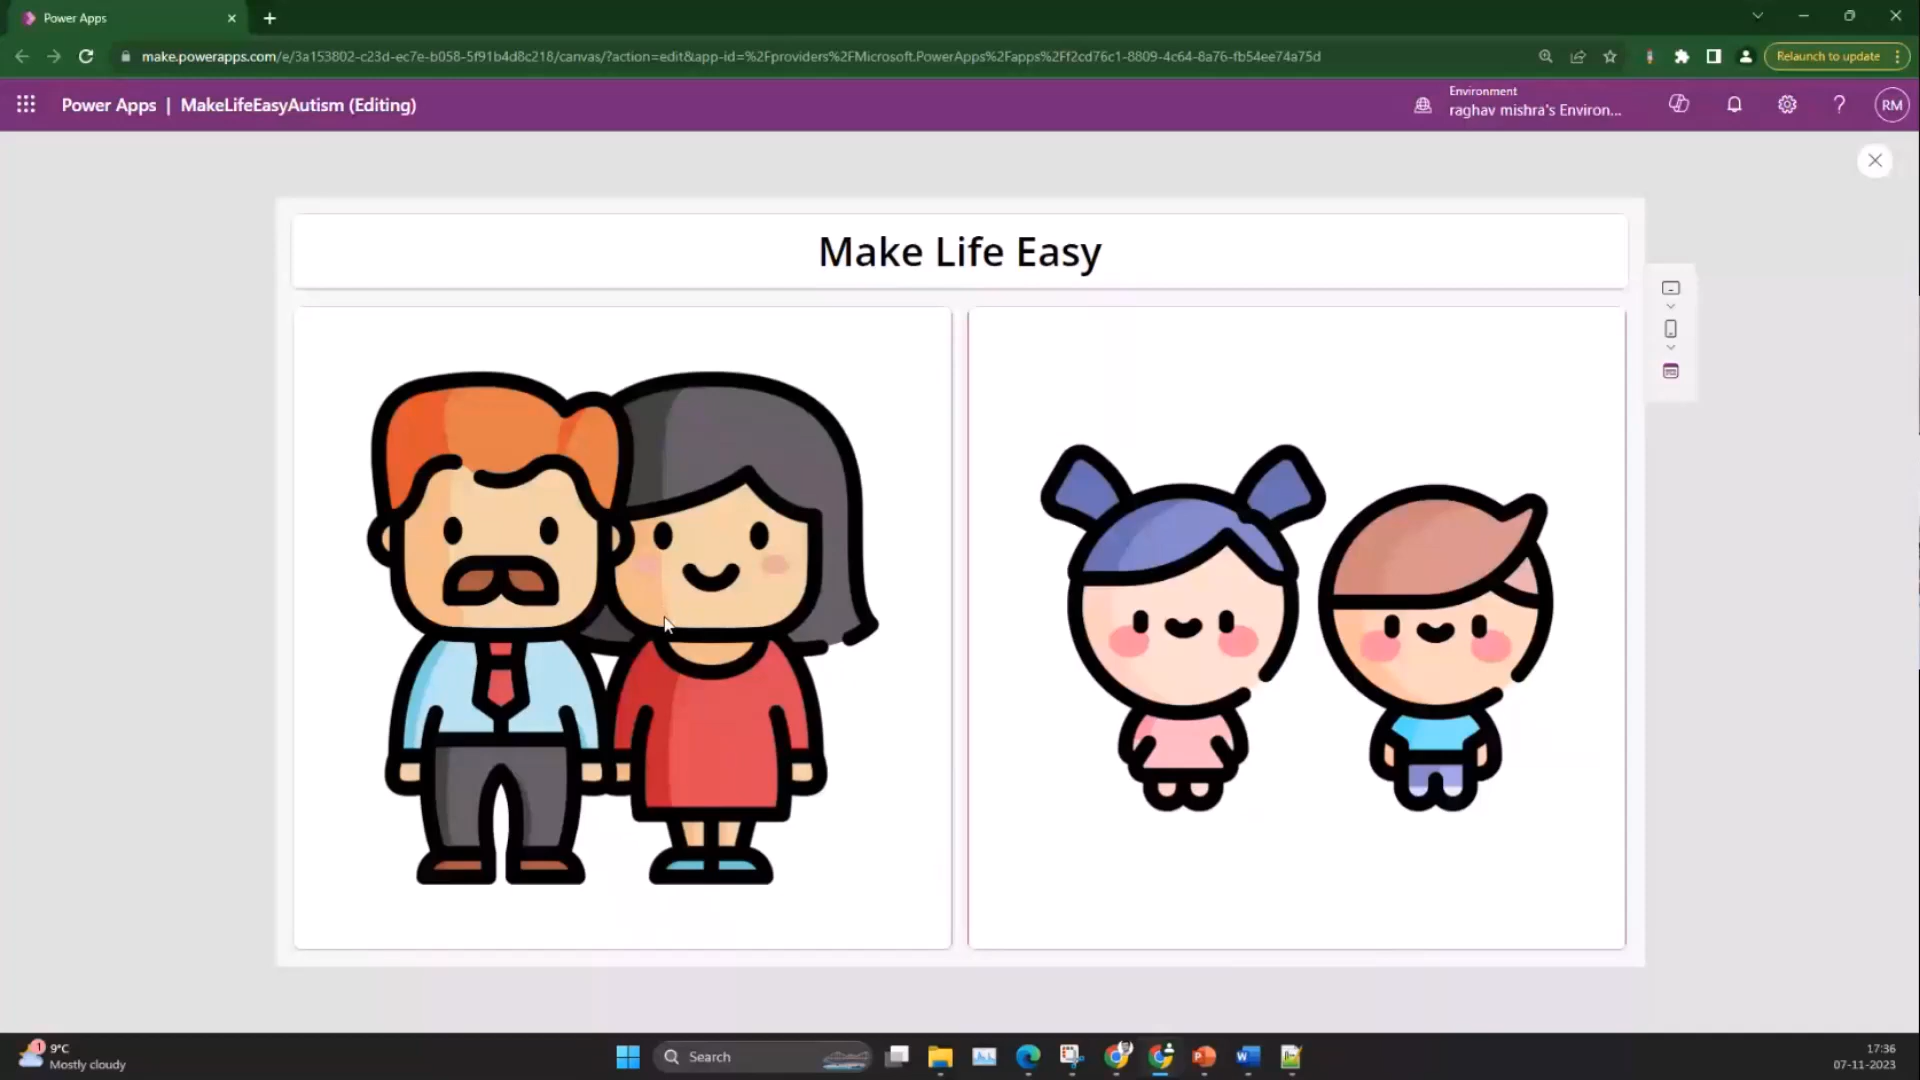 Power Apps
make.powerapps.com/e/3a153802-c23d-ec7e-b058-5f91b4d8c218/canvas/?action=edit&app-id=%2Fproviders%2FMicrosoft.PowerApps%2Fapps%2Ff2cd76c1-8809-4c64-8a76-fb54ee74a75d
Relaunch to update
Power Apps | MakeLifeEasyAutism (Editing)
Environment
raghav mishra's Environ...
RM
Make Life Easy
1
9°C
Mostly cloudy
Search
17:36
07-11-2023